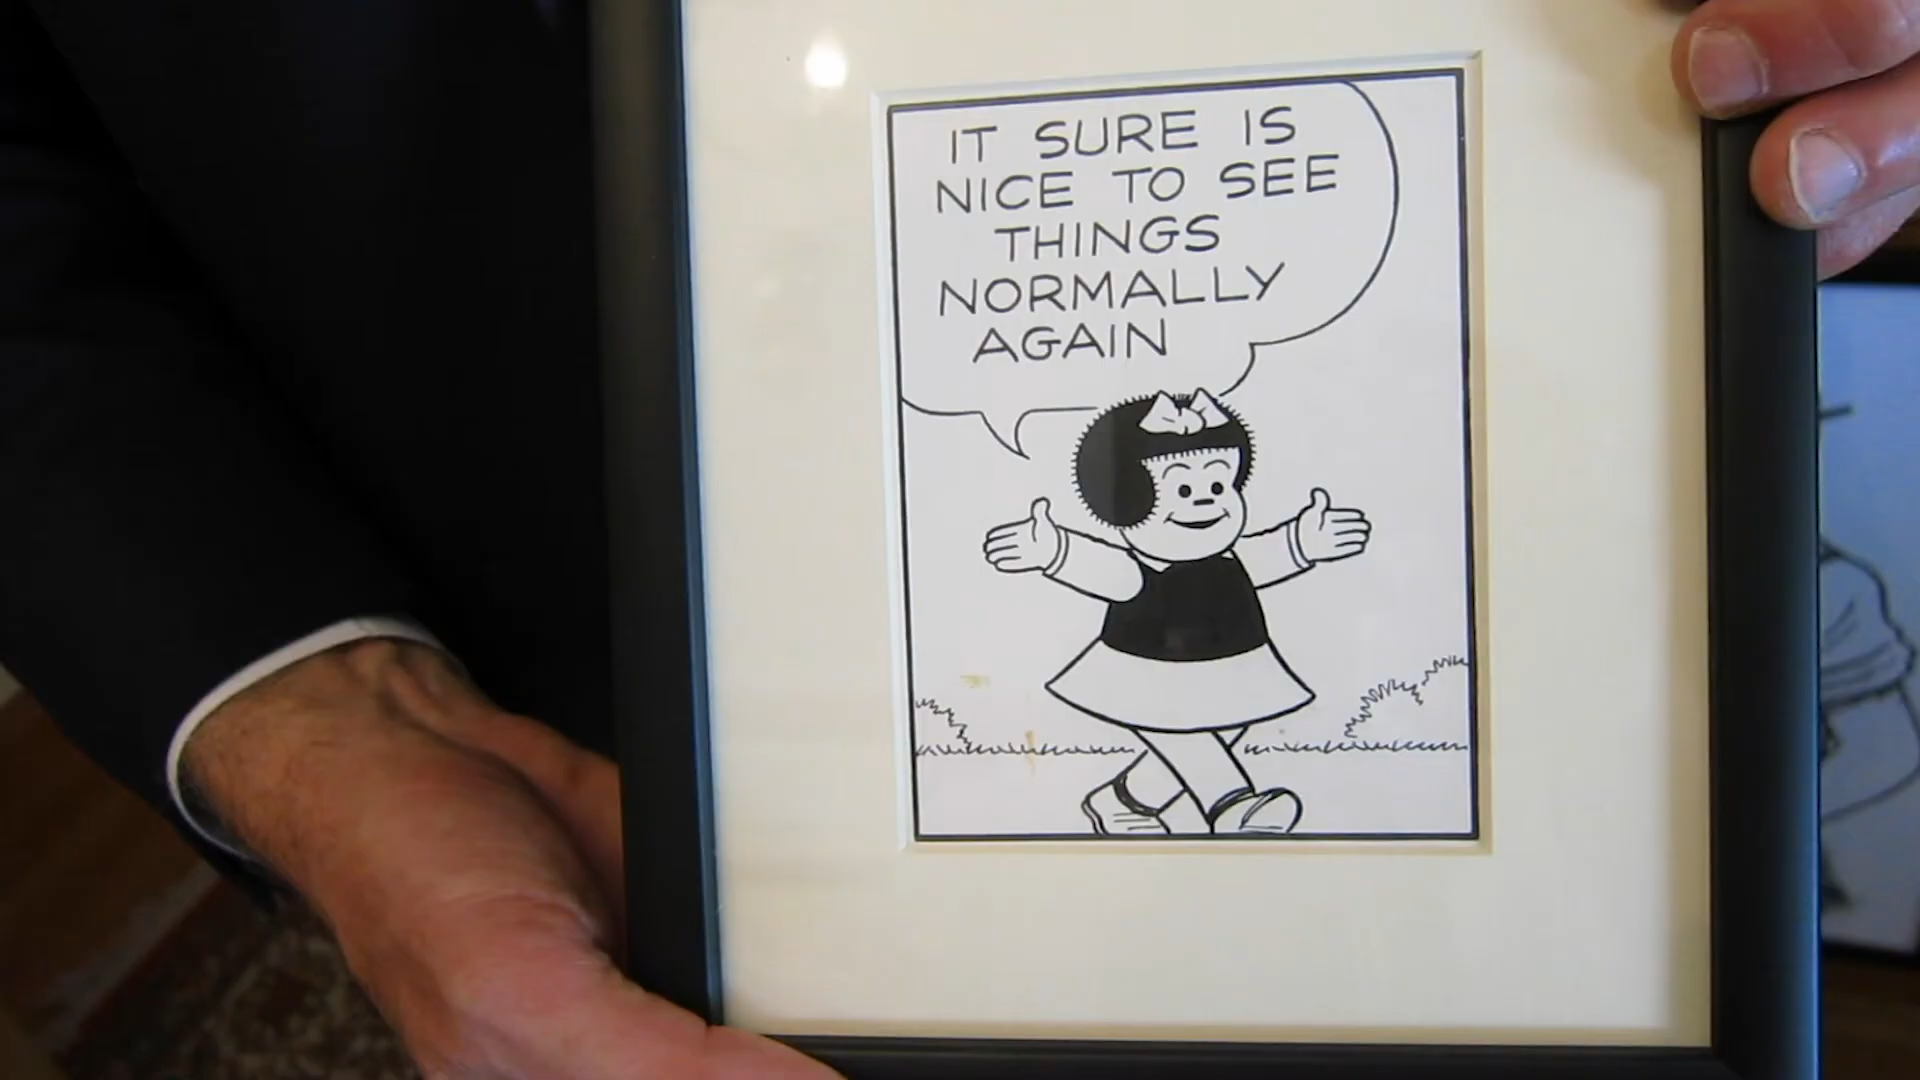 IT SURE IS
NICE TO SEE
THINGS
NORMALLY
AGAIN